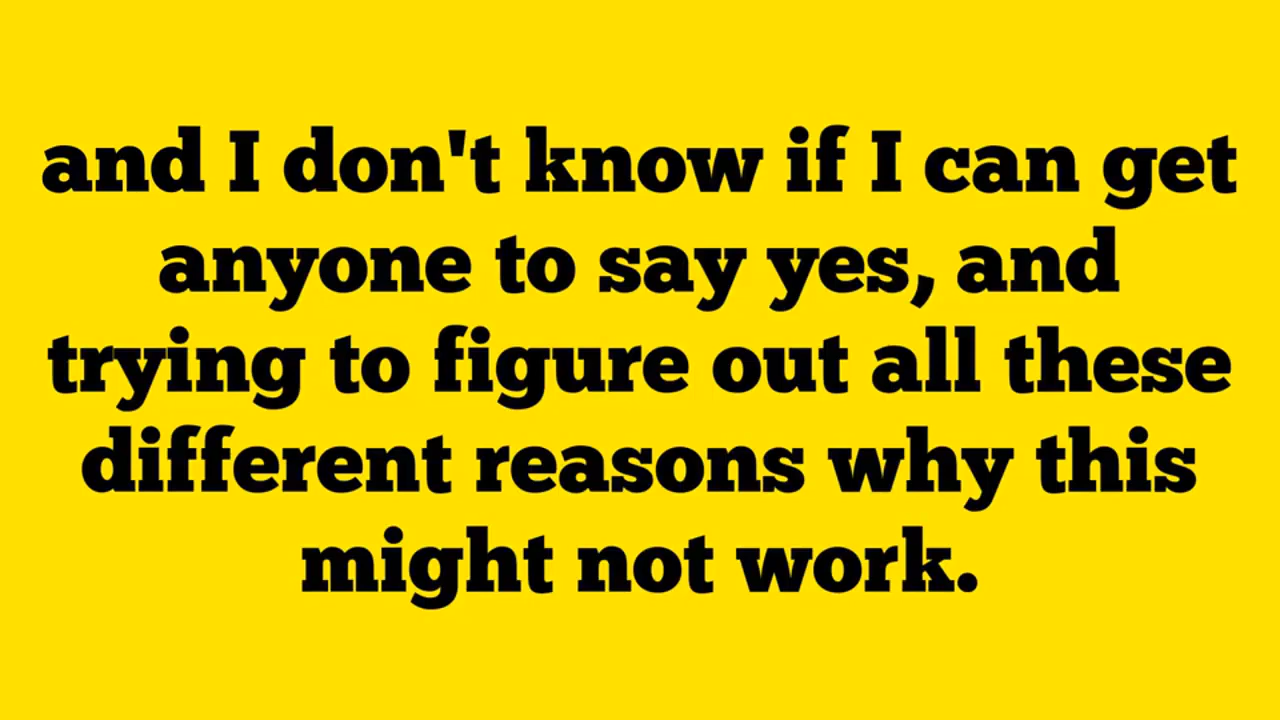 and I don't know if I can get
anyone to say yes, and
trying to figure out all these
different reasons why this
might not work.